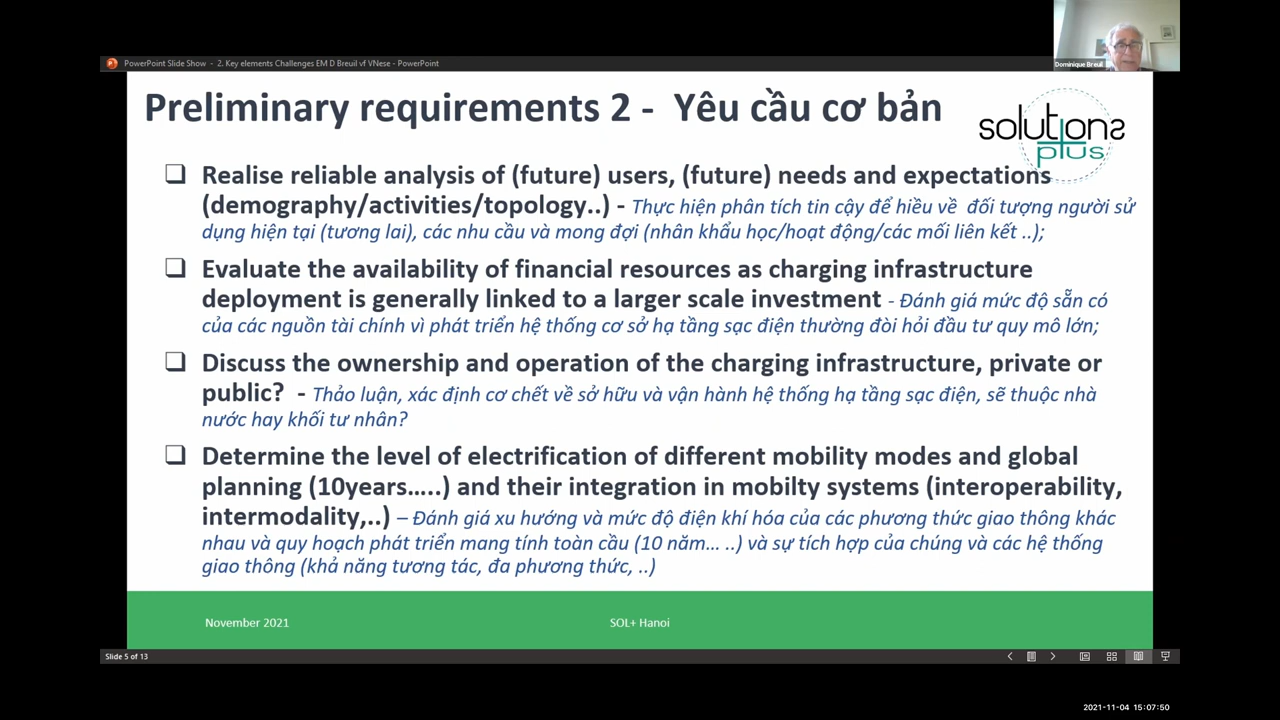 Dominique Breuil
PowerPoint Slide Show - 2. Key elements Challenges EM D Breuil vf VNese - PowerPoint
Preliminary requirements 2 - Yêu cầu cơ bản
solutions
plus
❑ Realise reliable analysis of (future) users, (future) needs and expectations
(demography/activities/topology..) - Thực hiện phân tích tin cậy để hiều về đối tượng người sử
dụng hiện tại (tương lai), các nhu cầu và mong đợi (nhân khẩu học/hoạt động/các mối liên kết ..);
❑ Evaluate the availability of financial resources as charging infrastructure
deployment is generally linked to a larger scale investment - Đánh giá mức độ sẵn có
của các nguồn tài chính vì phát triển hệ thống cơ sở hạ tầng sạc điện thường đòi hỏi đầu tư quy mô lớn;
❑ Discuss the ownership and operation of the charging infrastructure, private or
public? - Thảo luận, xác định cơ chết về sở hữu và vận hành hệ thống hạ tầng sạc điện, sẽ thuộc nhà
nước hay khối tư nhân?
❑ Determine the level of electrification of different mobility modes and global
planning (10years…..) and their integration in mobilty systems (interoperability,
intermodality,..) – Đánh giá xu hướng và mức độ điện khí hóa của các phương thức giao thông khác
nhau và quy hoạch phát triển mang tính toàn cầu (10 năm… ..) và sự tích hợp của chúng và các hệ thống
giao thông (khả năng tương tác, đa phương thức, ..)
November 2021
SOL+ Hanoi
Slide 5 of 13
2021-11-04 15:07:50